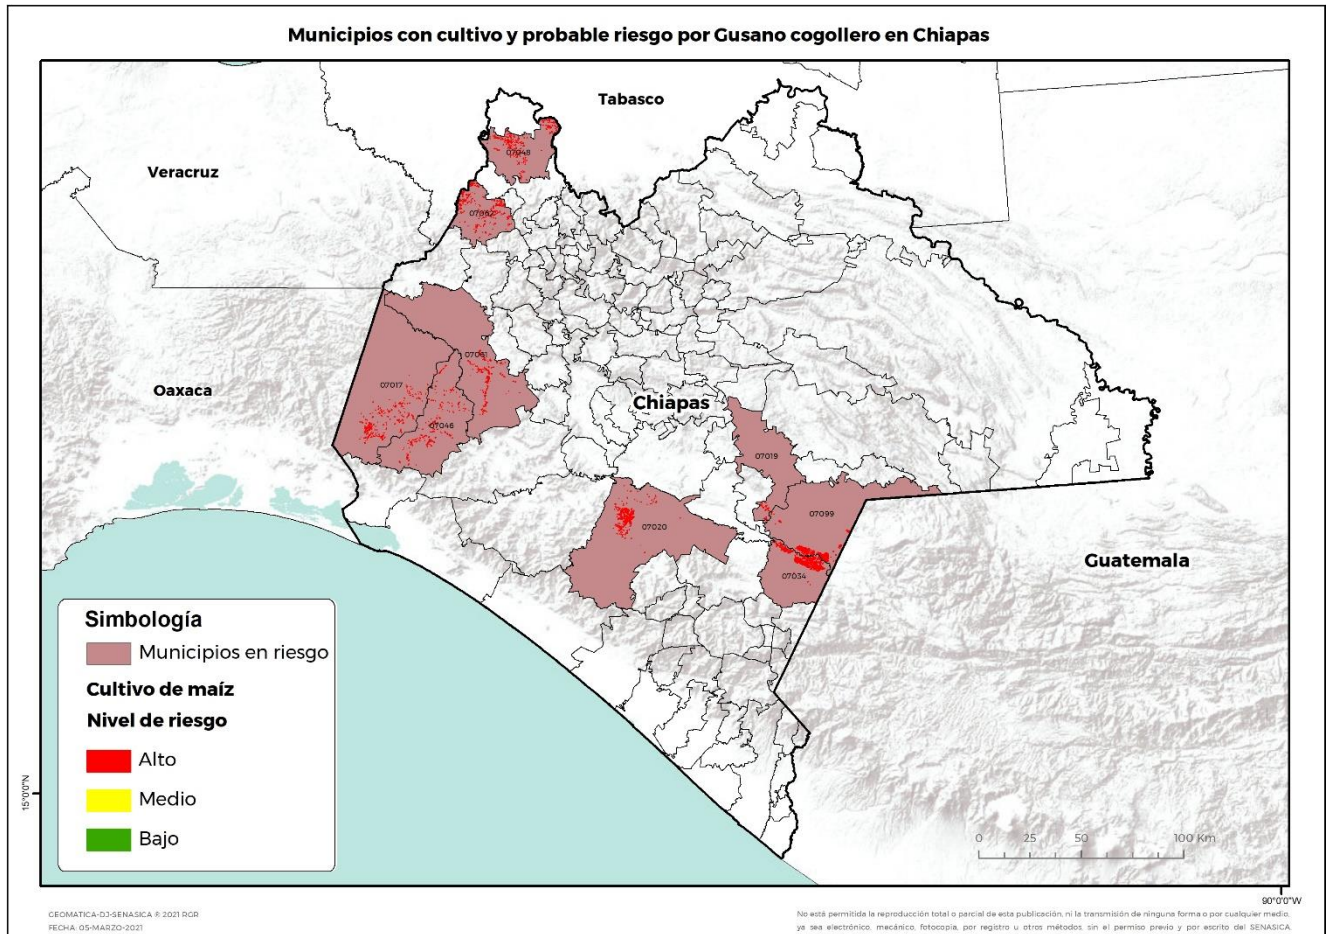 Municipios con cultivo y probable riesgo por Gusano cogollero en Chiapas
Tabasco
Veracruz
07048
07062
Oaxaca
07061
07017
07046
Chiapas
07019
07099
07020
07034
Guatemala
Simbología
Municipios en riesgo
Cultivo de maíz
Nivel de riesgo
Alto
Medio
Bajo
15°0'0"N
0 25 50 100 Km
90°0'0"W
GEOMATICA-DJ-SENASICA ® 2021 RGR
FECHA: 05-MARZO-2021
No está permitida la reproducción total o parcial de esta publicación, ni la transmisión de ninguna forma o por cualquier medio,
ya sea electrónico, mecánico, fotocopia, por registro u otros métodos, sin el permiso previo y por escrito del SENASICA.